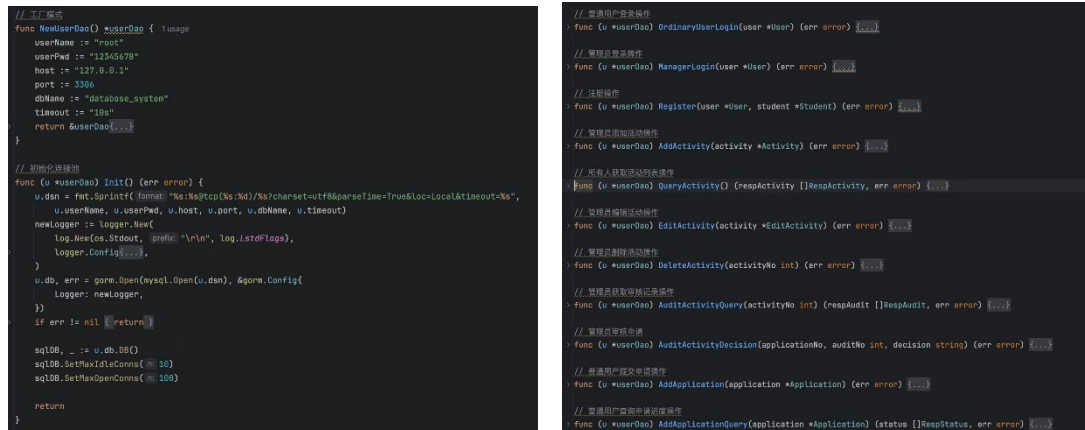 // 工厂模式
func NewUserDao() *userDao { 1 usage
userName := "root"
userPwd := "12345678"
host := "127.0.0.1"
port := 3306
dbName := "database_system"
timeout := "10s"
return &userDao{...}
}
// 初始化连接池
func (u *userDao) Init() (err error) {
u.dsn = fmt.Sprintf( format: "%s:%s@tcp(%s:%d)/%s?charset=utf8&parseTime=True&loc=Local&timeout=%s",
u.userName, u.userPwd, u.host, u.port, u.dbName, u.timeout)
newLogger := logger.New(
log.New(os.Stdout, prefix: "\r\n", log.LstdFlags),
logger.Config{...},
)
u.db, err = gorm.Open(mysql.Open(u.dsn), &gorm.Config{
Logger: newLogger,
})
if err != nil { return }
sqlDB, _ := u.db.DB()
sqlDB.SetMaxIdleConns( n: 10)
sqlDB.SetMaxOpenConns( n: 100)
return
}
// 普通用户登录操作
func (u *userDao) OrdinaryUserLogin(user *User) (err error) {...}
// 管理员登录操作
func (u *userDao) ManagerLogin(user *User) (err error) {...}
// 注册操作
func (u *userDao) Register(user *User, student *Student) (err error) {...}
// 管理员添加活动操作
func (u *userDao) AddActivity(activity *Activity) (err error) {...}
// 所有人获取活动列表操作
func (u *userDao) QueryActivity() (respActivity []RespActivity, err error) {...}
// 管理员编辑活动操作
func (u *userDao) EditActivity(activity *EditActivity) (err error) {...}
// 管理员删除活动操作
func (u *userDao) DeleteActivity(activityNo int) (err error) {...}
// 管理员获取审核记录操作
func (u *userDao) AuditActivityQuery(activityNo int) (respAudit []RespAudit, err error) {...}
// 管理员审核申请
func (u *userDao) AuditActivityDecision(applicationNo, auditNo int, decision string) (err error) {...}
// 普通用户提交申请操作
func (u *userDao) AddApplication(application *Application) (err error) {...}
// 普通用户查询申请进度操作
func (u *userDao) AddApplicationQuery(application *Application) (status []RespStatus, err error) {...}